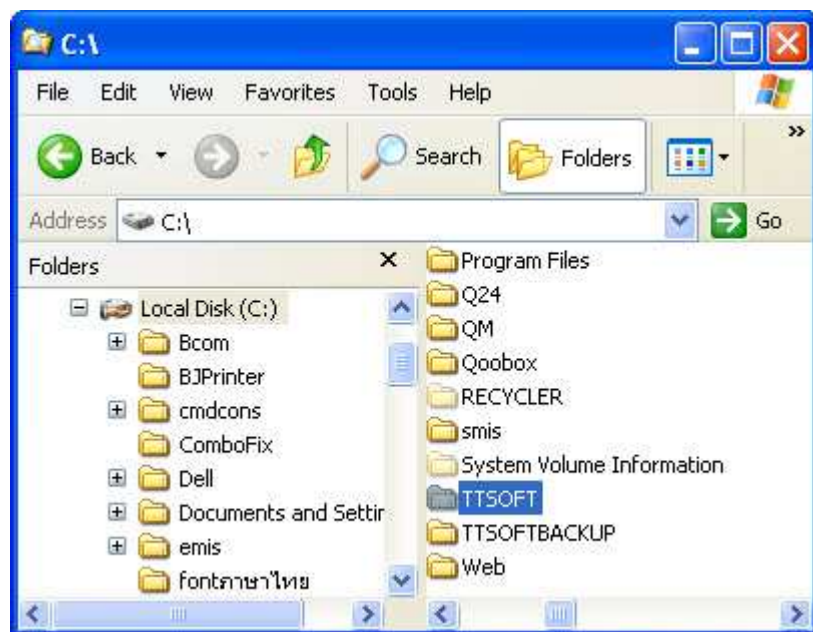 C:\
File Edit View Favorites Tools Help
Back Search Folders »
Address C:\ Go
Folders
Local Disk (C:)
Bcom
BJPrinter
cmdcons
ComboFix
Dell
Documents and Settir
emis
fontภาษาไทย
Program Files
Q24
QM
Qoobox
RECYCLER
smis
System Volume Information
TTSOFT
TTSOFTBACKUP
Web